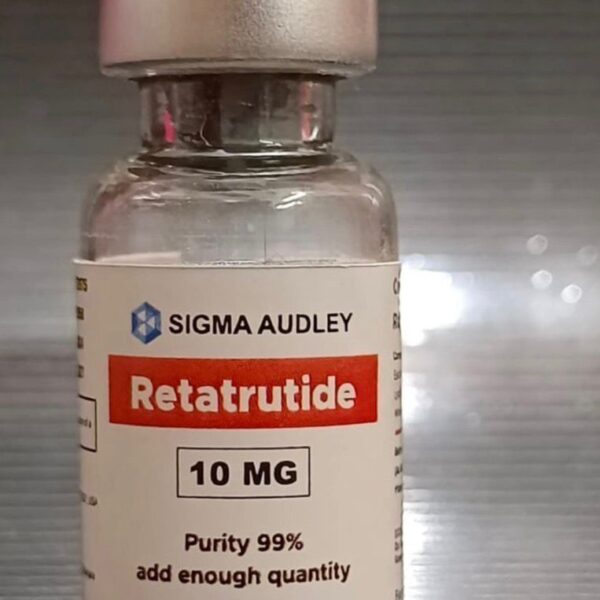 SIGMA AUDLEY
Retatrutide
10 MG
Purity 99%
add enough quantity